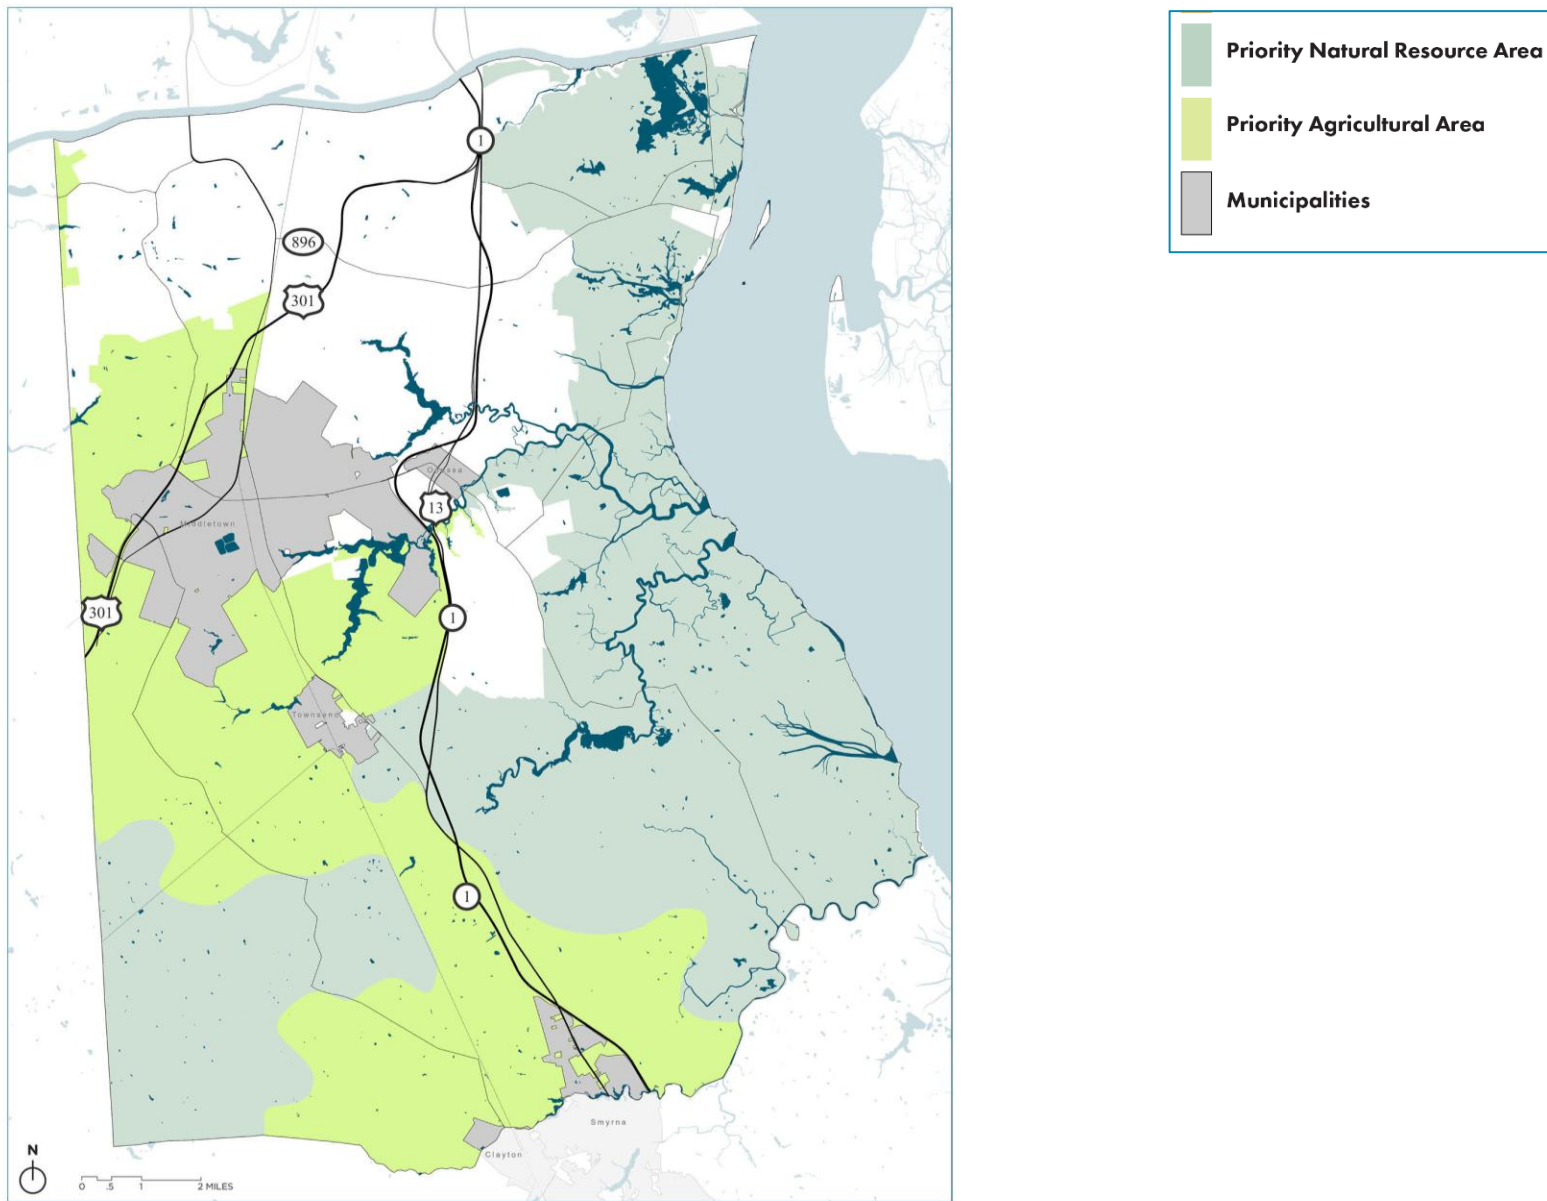 Priority Natural Resource Area
Priority Agricultural Area
Municipalities
1
896
301
Odessa
13
Middletown
301
1
Townsend
1
Smyrna
Clayton
N
0 .5 1 2 MILES